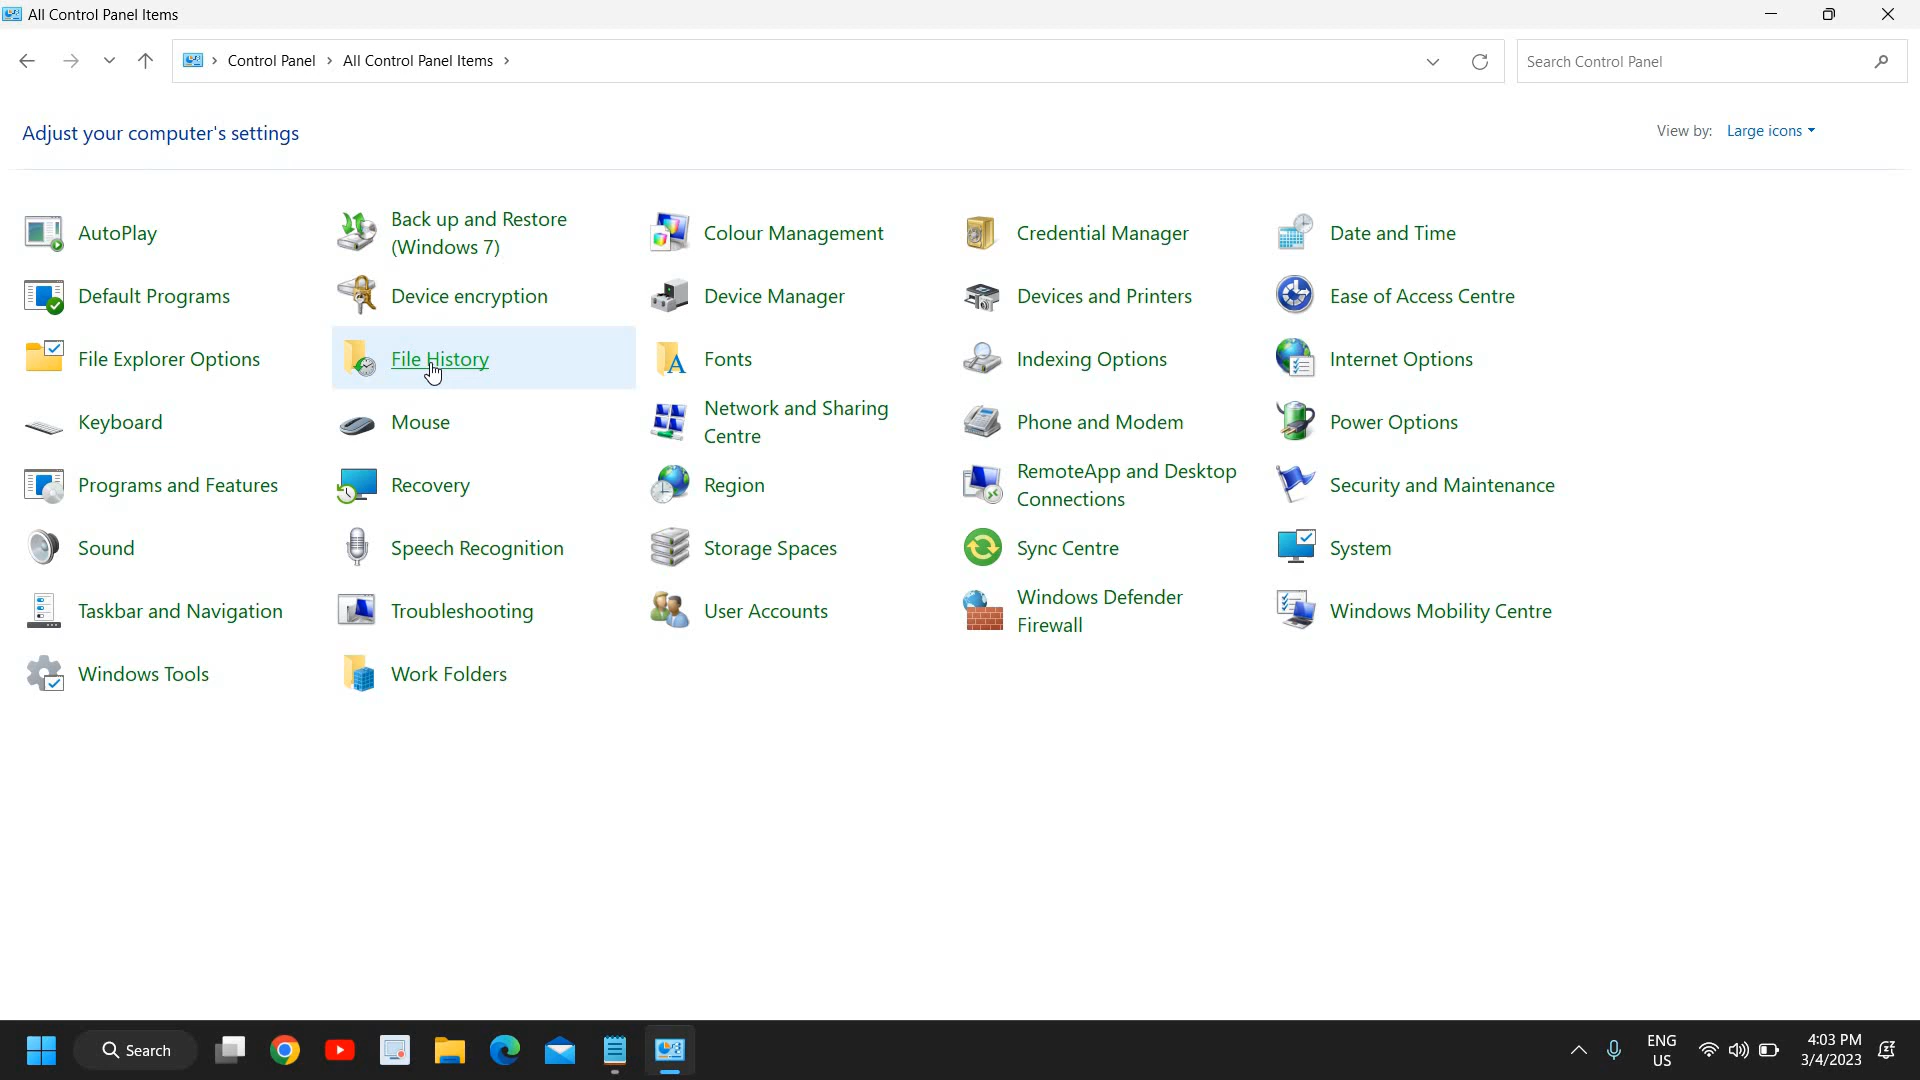 All Control Panel Items
Control Panel > All Control Panel Items >
Search Control Panel
Adjust your computer's settings
View by: Large icons
AutoPlay
Back up and Restore
(Windows 7)
Colour Management
Credential Manager
Date and Time
Default Programs
Device encryption
Device Manager
Devices and Printers
Ease of Access Centre
File Explorer Options
File History
Fonts
Indexing Options
Internet Options
Keyboard
Mouse
Network and Sharing
Centre
Phone and Modem
Power Options
Programs and Features
Recovery
Region
RemoteApp and Desktop
Connections
Security and Maintenance
Sound
Speech Recognition
Storage Spaces
Sync Centre
System
Taskbar and Navigation
Troubleshooting
User Accounts
Windows Defender
Firewall
Windows Mobility Centre
Windows Tools
Work Folders
Search
ENG
US
4:03 PM
3/4/2023